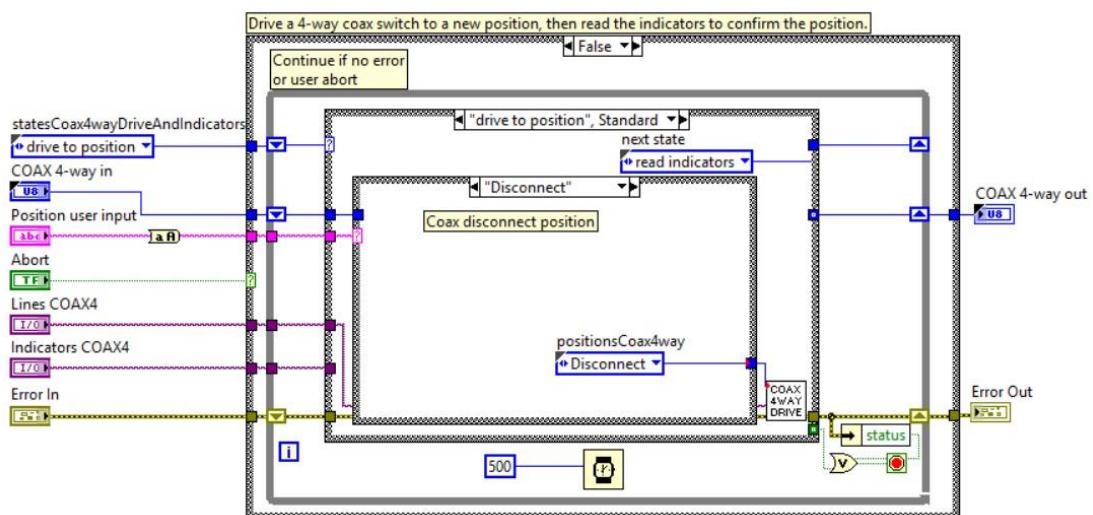 Drive a 4-way coax switch to a new position, then read the indicators to confirm the position.
False
Continue if no error
or user abort
statesCoax4wayDriveAndIndicators
drive to position
"drive to position", Standard
next state
read indicators
COAX 4-way in
U8
"Disconnect"
COAX 4-way out
U8
Position user input
abc
aA
Coax disconnect position
Abort
TF
Lines COAX4
I/O
Indicators COAX4
I/O
positionsCoax4way
Disconnect
COAX
4WAY
DRIVE
Error In
Error Out
status
i
500